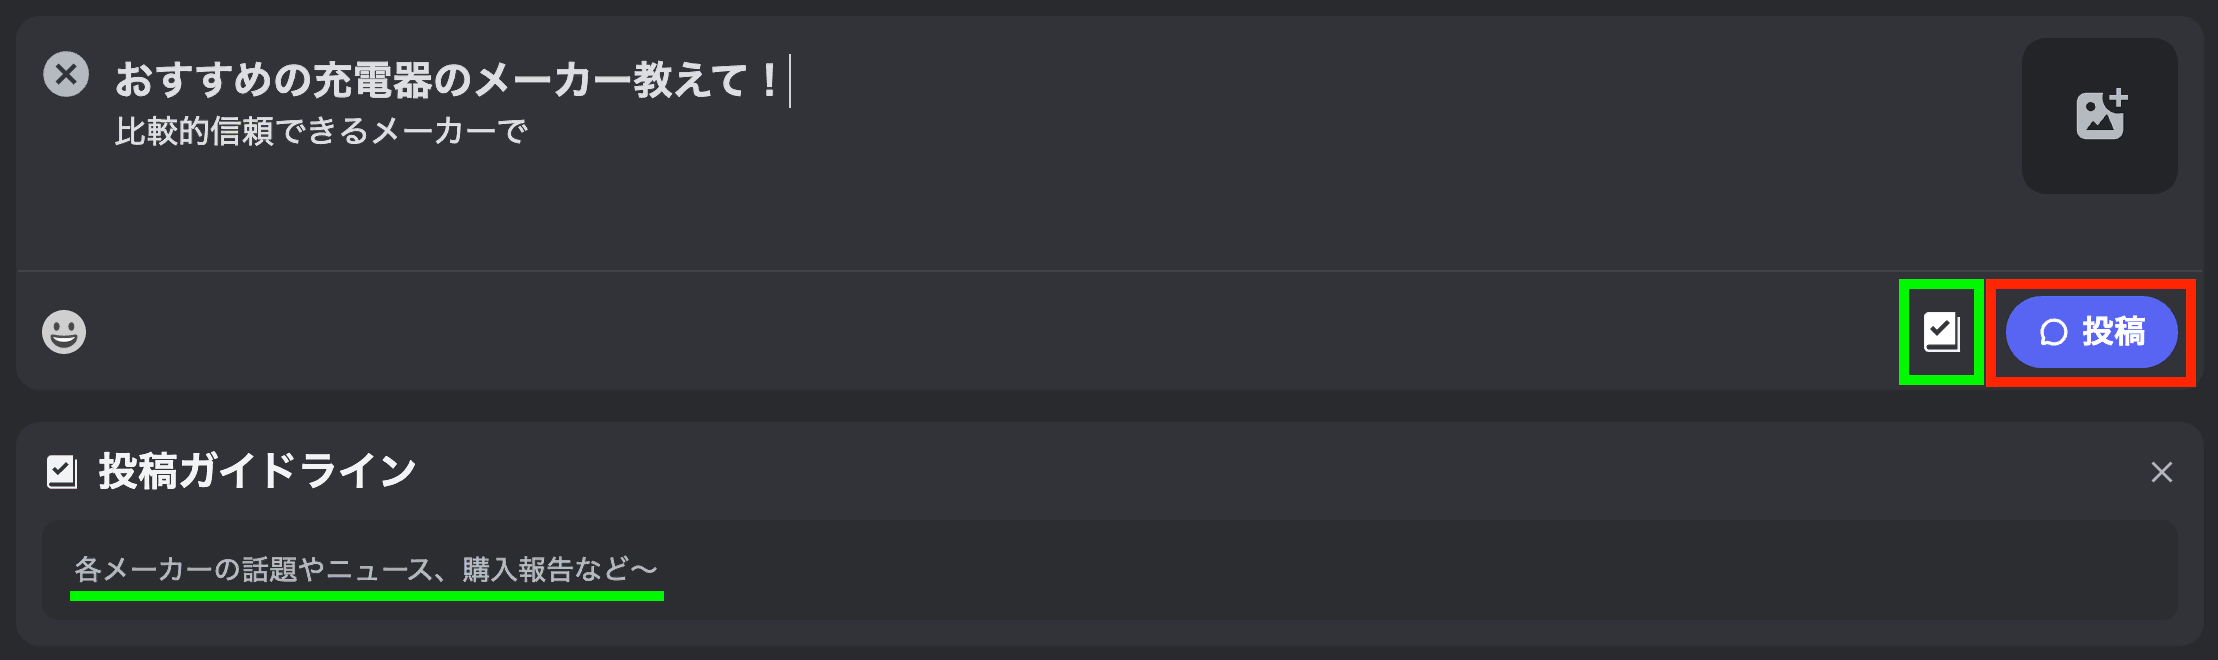 おすすめの充電器のメーカー教えて！
比較的信頼できるメーカーで
投稿
投稿ガイドライン
各メーカーの話題やニュース、購入報告など〜